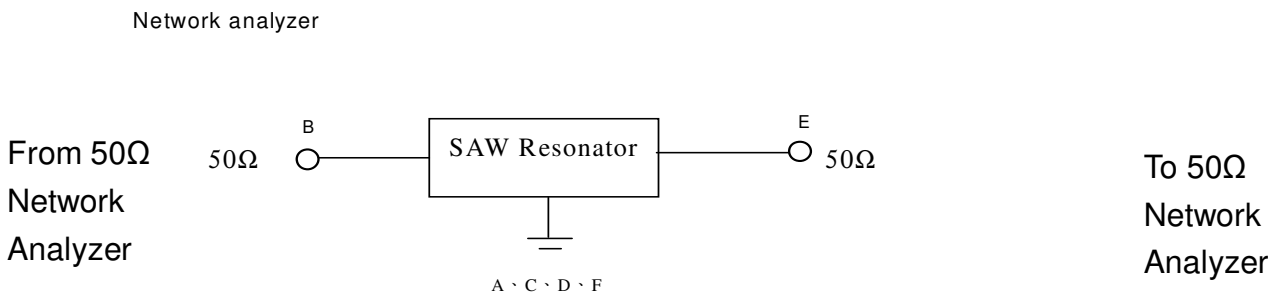 Network analyzer
B
E
From 50Ω
Network
Analyzer
50Ω
SAW Resonator
50Ω
To 50Ω
Network
Analyzer
A、C、D、F